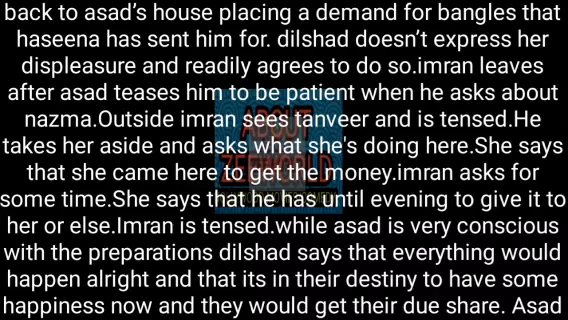 back to asad’s house placing a demand for bangles that
haseena has sent him for. dilshad doesn’t express her
displeasure and readily agrees to do so.imran leaves
after asad teases him to be patient when he asks about
nazma.Outside imran sees tanveer and is tensed.He
takes her aside and asks what she's doing here.She says
that she came here to get the money.imran asks for
some time.She says that he has until evening to give it to
her or else.Imran is tensed.while asad is very conscious
with the preparations dilshad says that everything would
happen alright and that its in their destiny to have some
happiness now and they would get their due share. Asad
ABOUT
ZEEWORLD